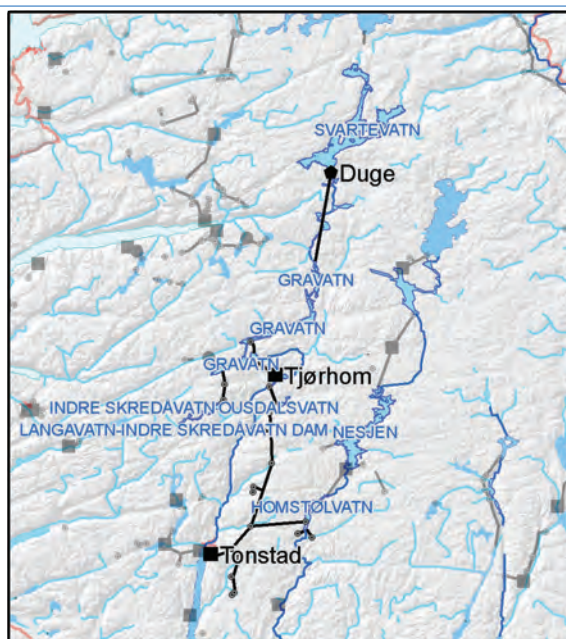 SVARTEVATN
Duge
GRAVATN
GRAVATN
GRAVATN
Tjørhom
INDRE SKREDAVATN OUSDALSVATN
LANGAVATN-INDRE SKREDAVATN DAM NESJEN
HOMSTØLVATN
Tonstad